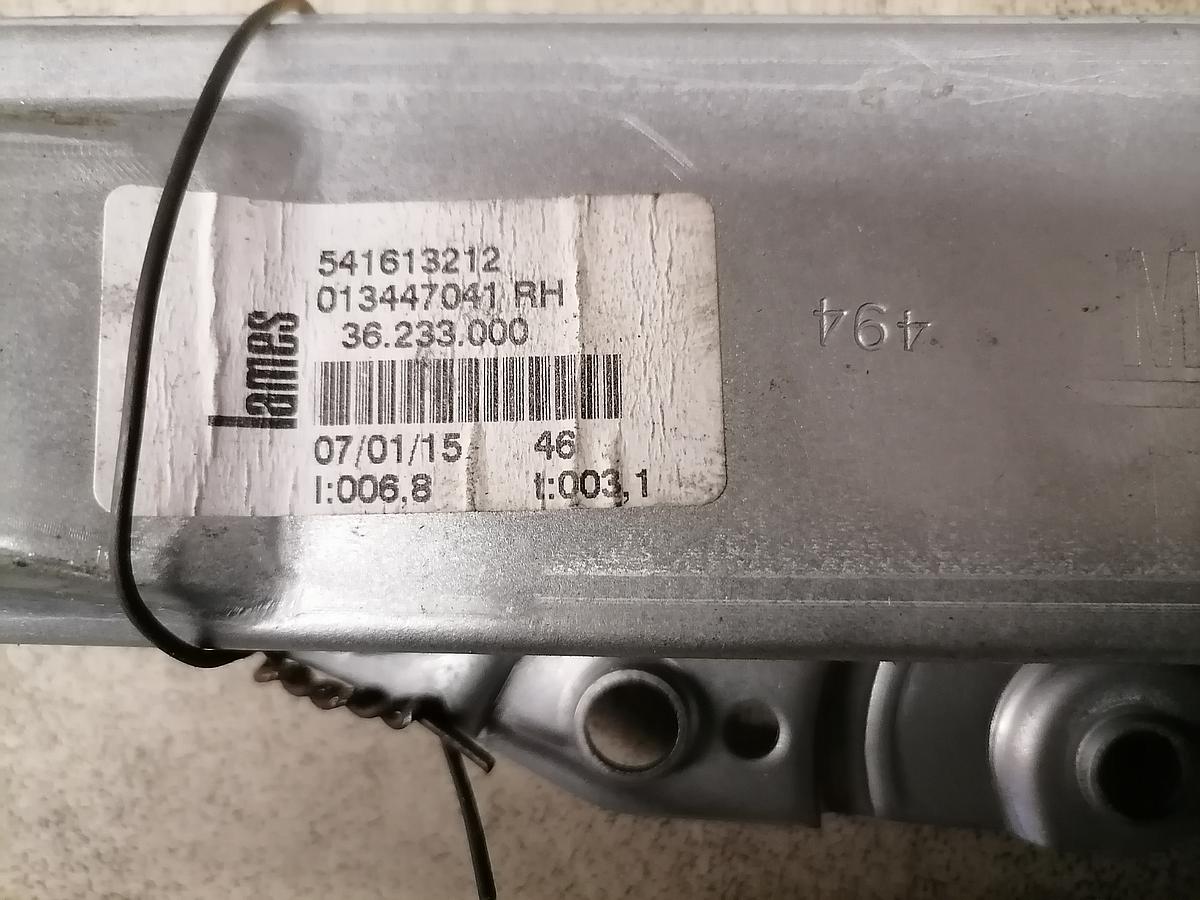 541613212
013447041 RH
36.233.000
lames
07/01/15 46
l:006,8 t:003,1
494